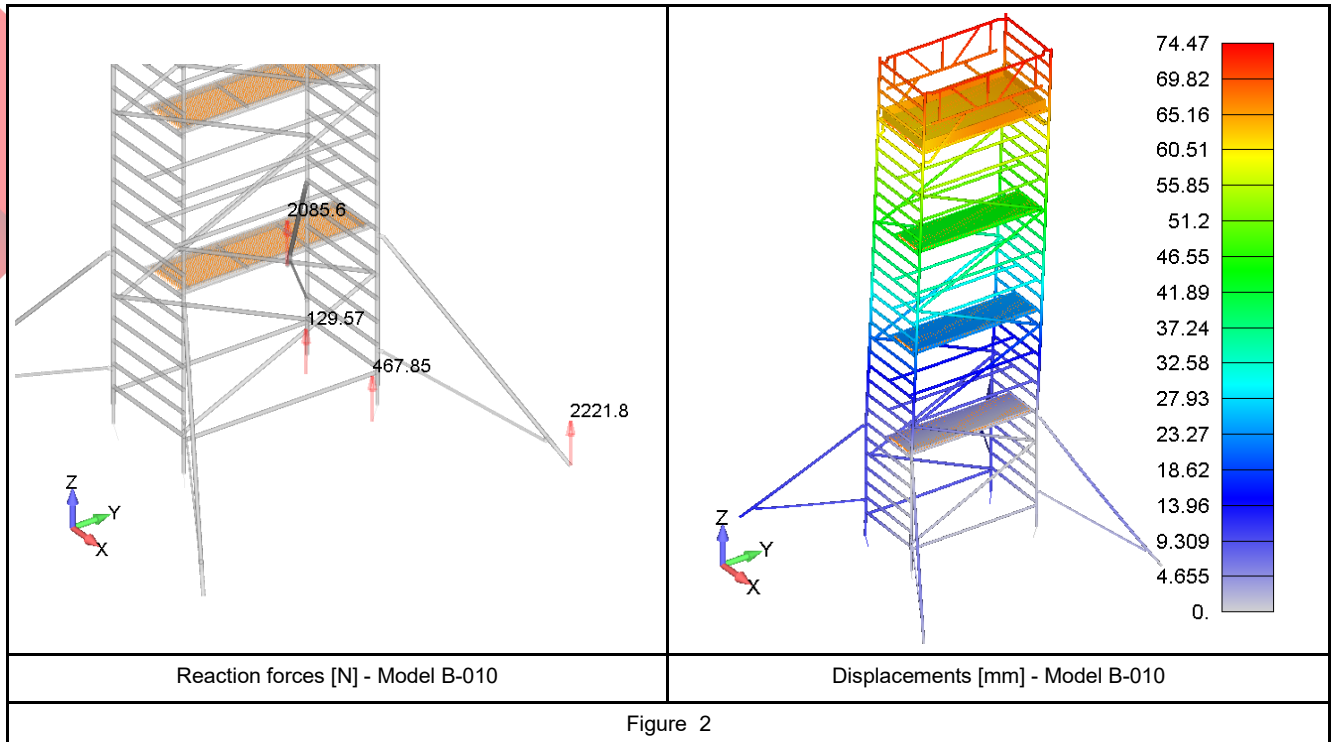 2085.6
129.57
467.85
2221.8
Z
Y
X
74.47
69.82
65.16
60.51
55.85
51.2
46.55
41.89
37.24
32.58
27.93
23.27
18.62
13.96
9.309
4.655
0.
Z
Y
X
Reaction forces [N] - Model B-010
Displacements [mm] - Model B-010
Figure 2